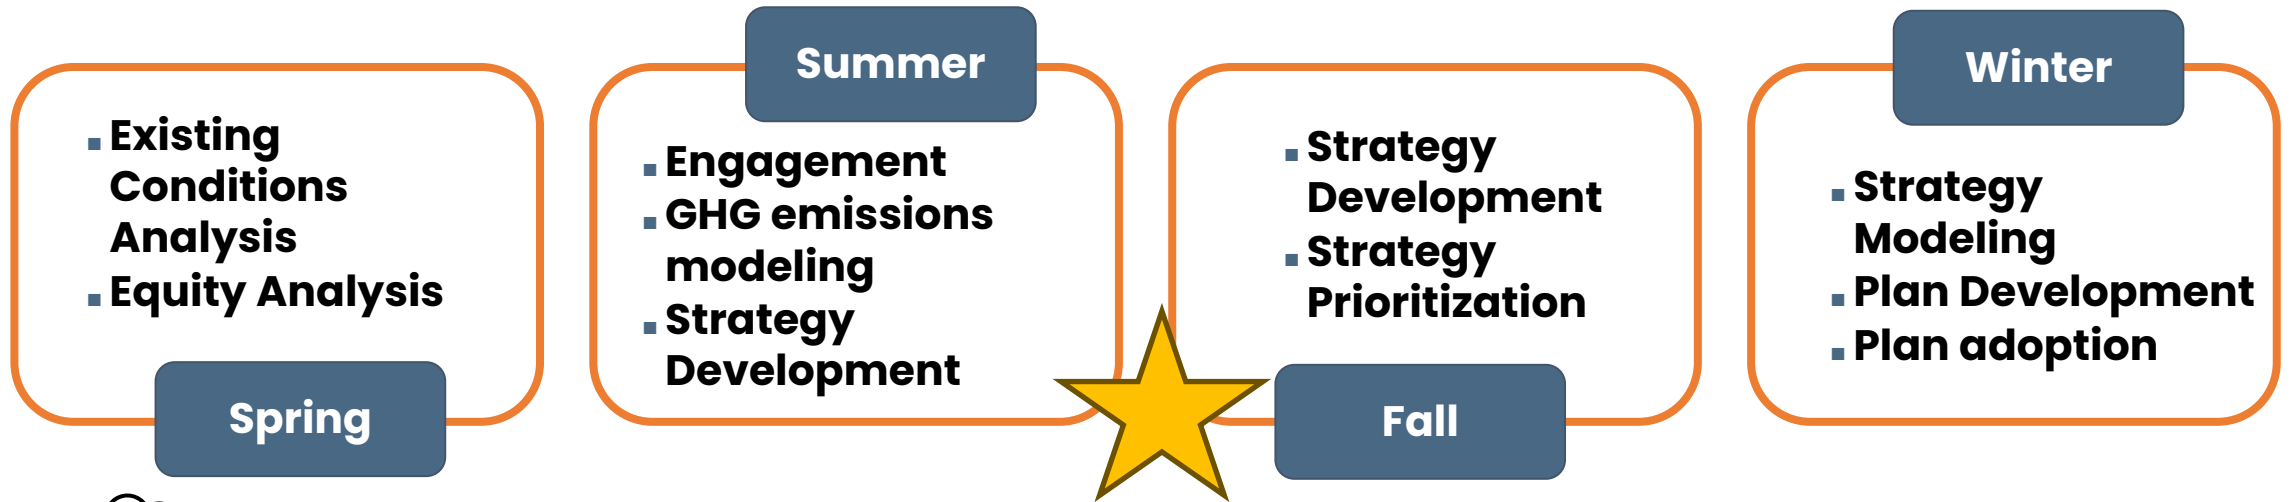 Existing
Conditions
Analysis
Equity Analysis
Spring
Summer
Engagement
GHG emissions
modeling
Strategy
Development
Strategy
Development
Strategy
Prioritization
Fall
Winter
Strategy
Modeling
Plan Development
Plan adoption